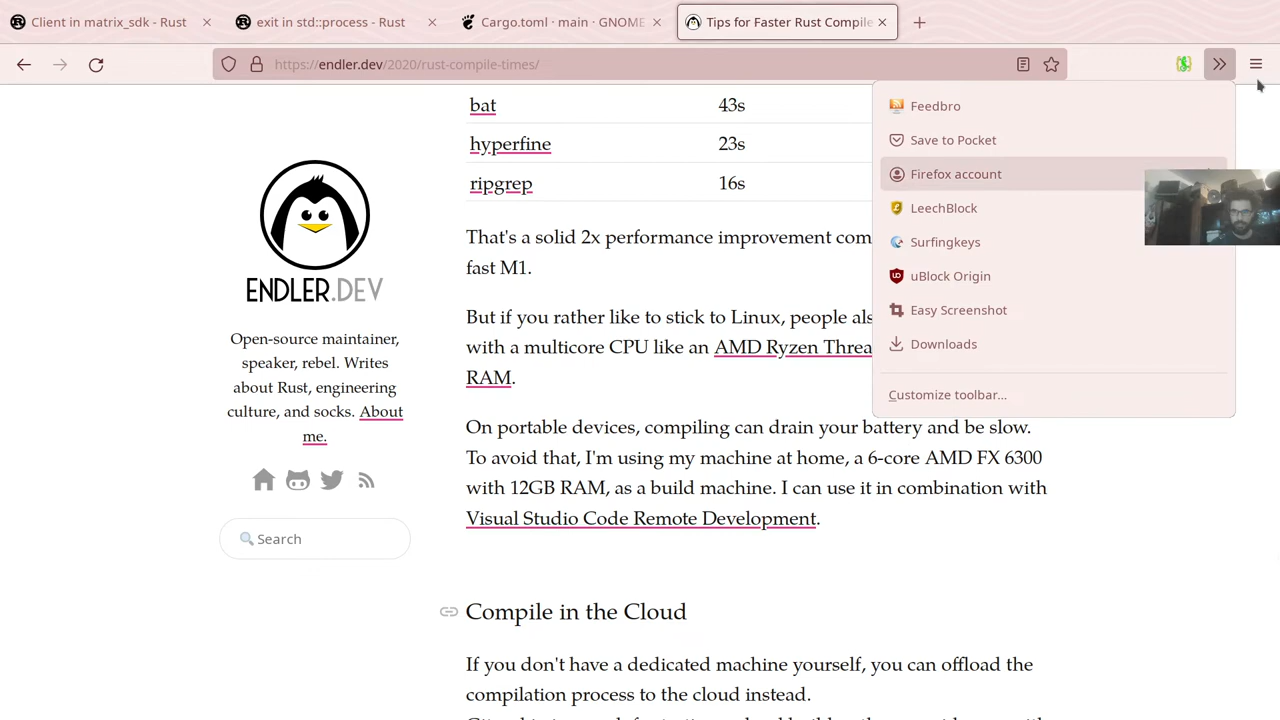 Client in matrix_sdk - Rust
exit in std::process - Rust
Cargo.toml · main · GNOME
Tips for Faster Rust Compile
https://endler.dev/2020/rust-compile-times/
bat 43s
hyperfine 23s
ripgrep 16s
That's a solid 2x performance improvement com
fast M1.
But if you rather like to stick to Linux, people als
with a multicore CPU like an AMD Ryzen Threa
RAM.
On portable devices, compiling can drain your battery and be slow.
To avoid that, I'm using my machine at home, a 6-core AMD FX 6300
with 12GB RAM, as a build machine. I can use it in combination with
Visual Studio Code Remote Development.
Compile in the Cloud
If you don't have a dedicated machine yourself, you can offload the
compilation process to the cloud instead.
ENDLER.DEV
Open-source maintainer,
speaker, rebel. Writes
about Rust, engineering
culture, and socks. About
me.
Search
Feedbro
Save to Pocket
Firefox account
LeechBlock
Surfingkeys
uBlock Origin
Easy Screenshot
Downloads
Customize toolbar...